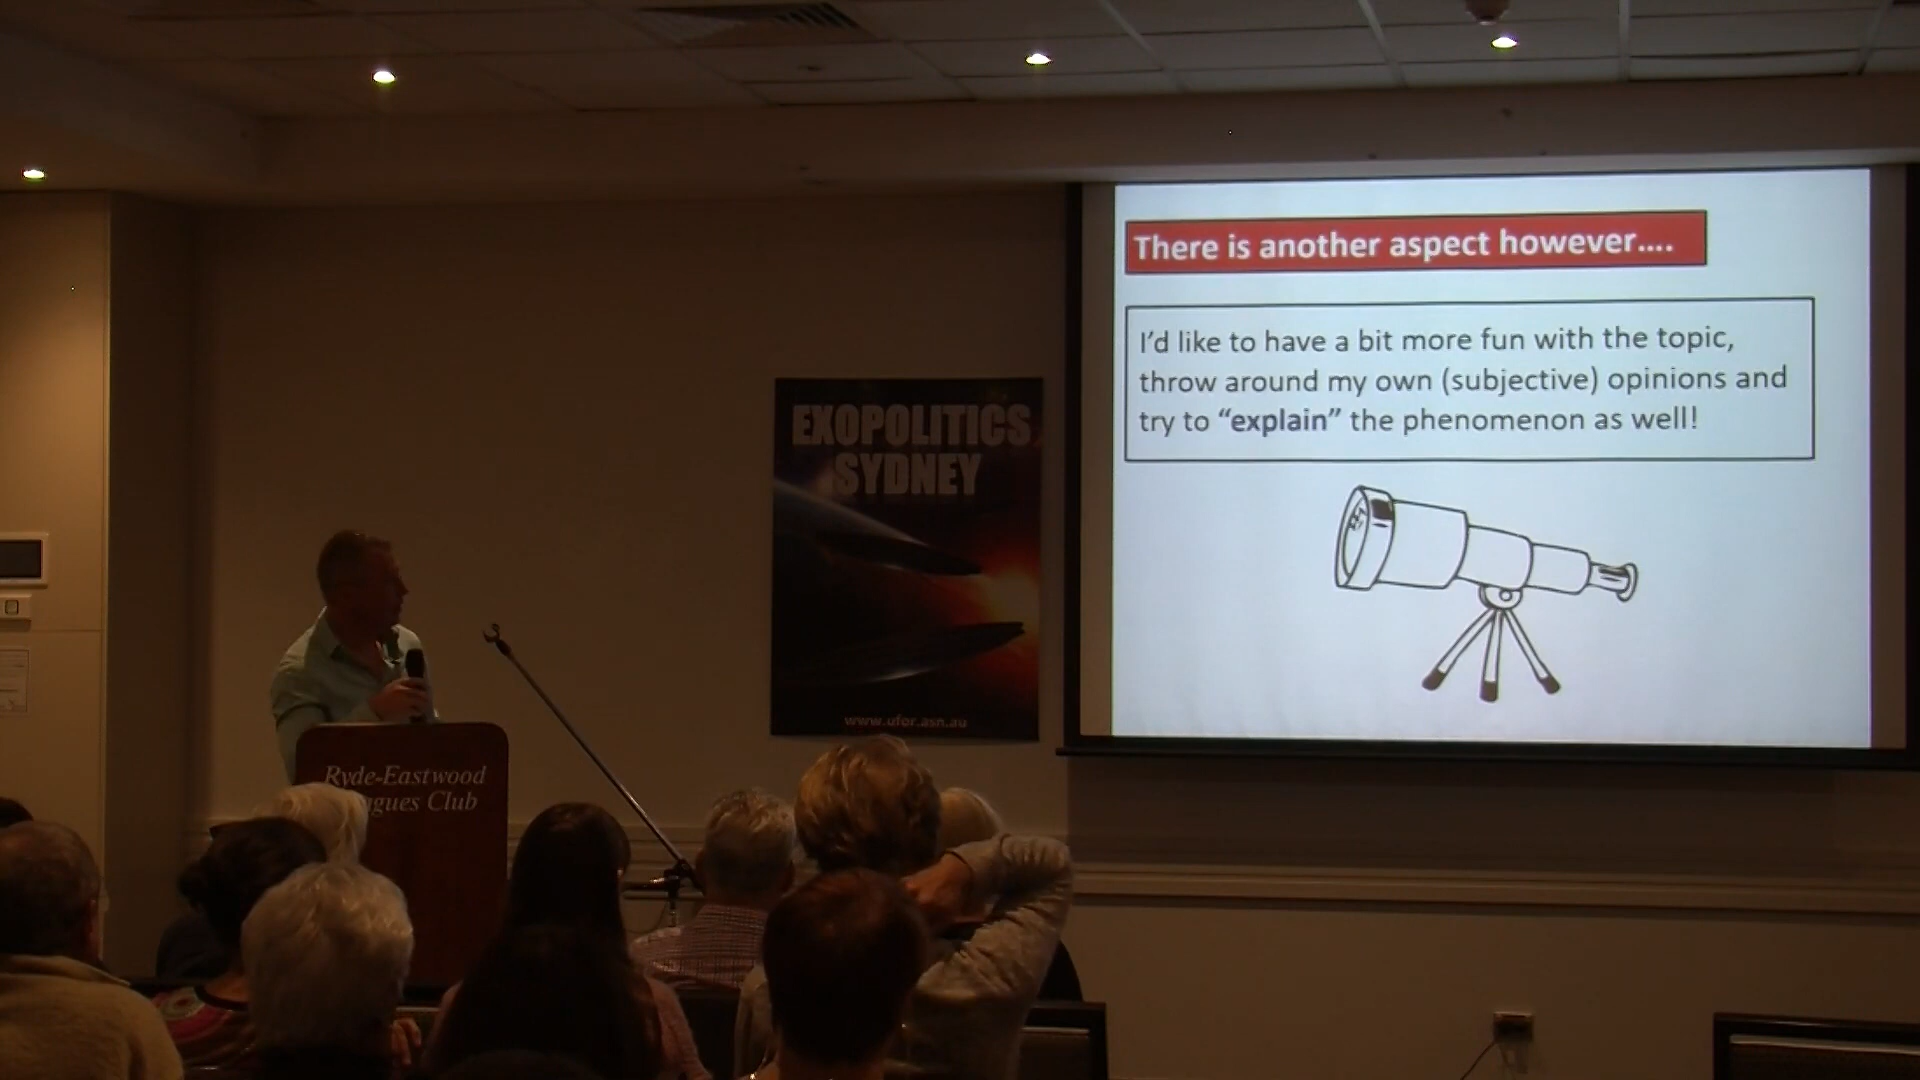 There is another aspect however....
I'd like to have a bit more fun with the topic,
throw around my own (subjective) opinions and
try to “explain” the phenomenon as well!
EXOPOLITICS
SYDNEY
www.ufor.asn.au
Ryde-Eastwood
Club